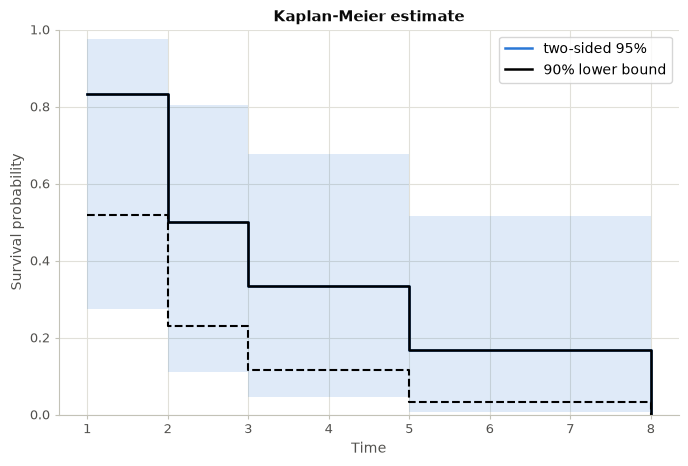 Kaplan-Meier estimate
two-sided 95%
90% lower bound
Survival probability
1.0
0.8
0.6
0.4
0.2
0.0
1 2 3 4 5 6 7 8
Time